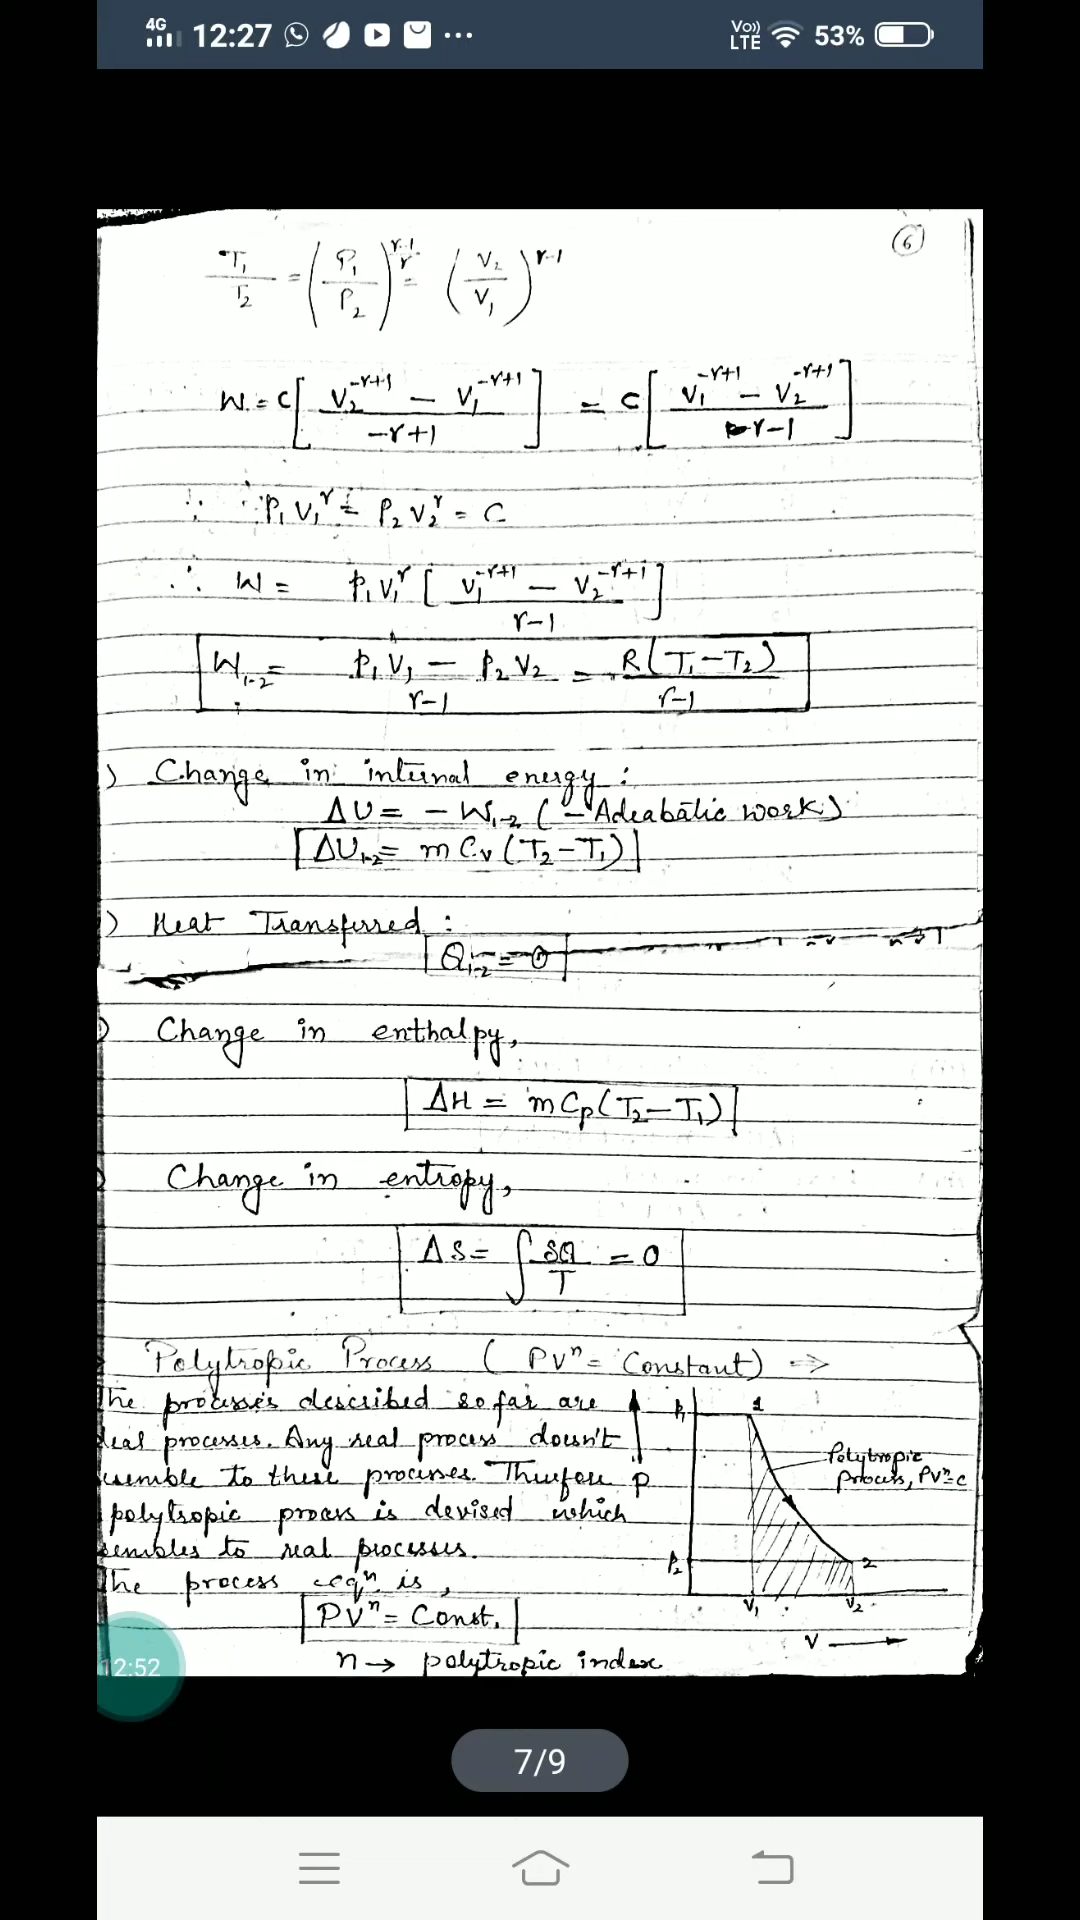 4G 12:27 ... Vo)) LTE 53%
6
T₁/T₂ = (P₁/P₂)^(r-1/r) = (V₂/V₁)^(r-1)
W = C[(V₂^(-r+1) - V₁^(-r+1))/(-r+1)] = C[(V₁^(-r+1) - V₂^(-r+1))/(r-1)]
∵ P₁V₁^r = P₂V₂^r = C
∴ W = P₁V₁^r [(V₁^(-r+1) - V₂^(-r+1))/(r-1)]
W₁₋₂ = (P₁V₁ - P₂V₂)/(r-1) = R(T₁-T₂)/(r-1)
) Change in internal energy :
ΔU = - W₁₋₂ (- Adeabatic work)
ΔU₁₋₂ = m Cv (T₂-T₁)
) Heat Transferred :
Q₁₋₂ = 0
) Change in enthalpy,
ΔH = m Cp (T₂-T₁)
Change in entropy,
ΔS = ∫ δQ/T = 0
Polytropic Process ( PVⁿ = Constant) ⇒
The processes described so far are
deal processes. Any real process doesn't
esemble to these processes. Therefore
polytropic process is devised which
sembles to real processes.
The process eqⁿ is ,
PVⁿ = Const.
n → polytropic index
P₁
1
Polytropic
process, PVⁿ=c
P
P₂
2
V₁
V₂
V
12:52
7/9